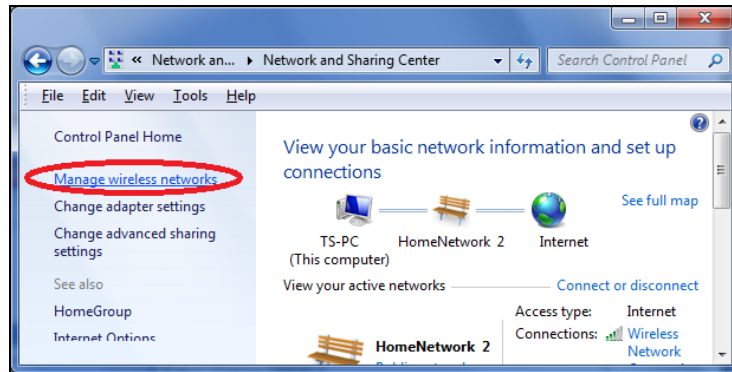 « Network an... ▸ Network and Sharing Center
Search Control Panel
File Edit View Tools Help
Control Panel Home
Manage wireless networks
Change adapter settings
Change advanced sharing
settings
See also
HomeGroup
Internet Options
View your basic network information and set up
connections
See full map
TS-PC
(This computer)
HomeNetwork 2
Internet
View your active networks
Connect or disconnect
HomeNetwork 2
Access type: Internet
Connections: Wireless
Network